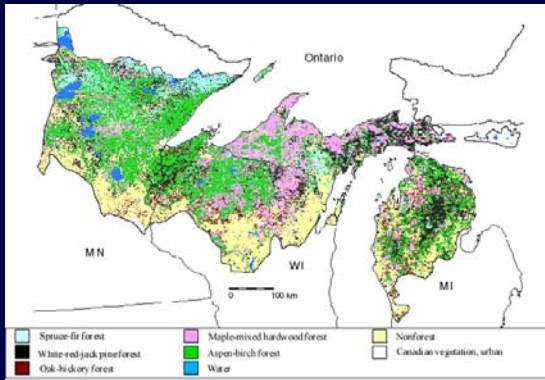 Ontario
MN
WI
MI
0 100 km
Spruce-fir forest
Maple-mixed hardwood forest
Nonforest
White-red-jack pine forest
Aspen-birch forest
Canadian vegetation, urban
Oak-hickory forest
Water